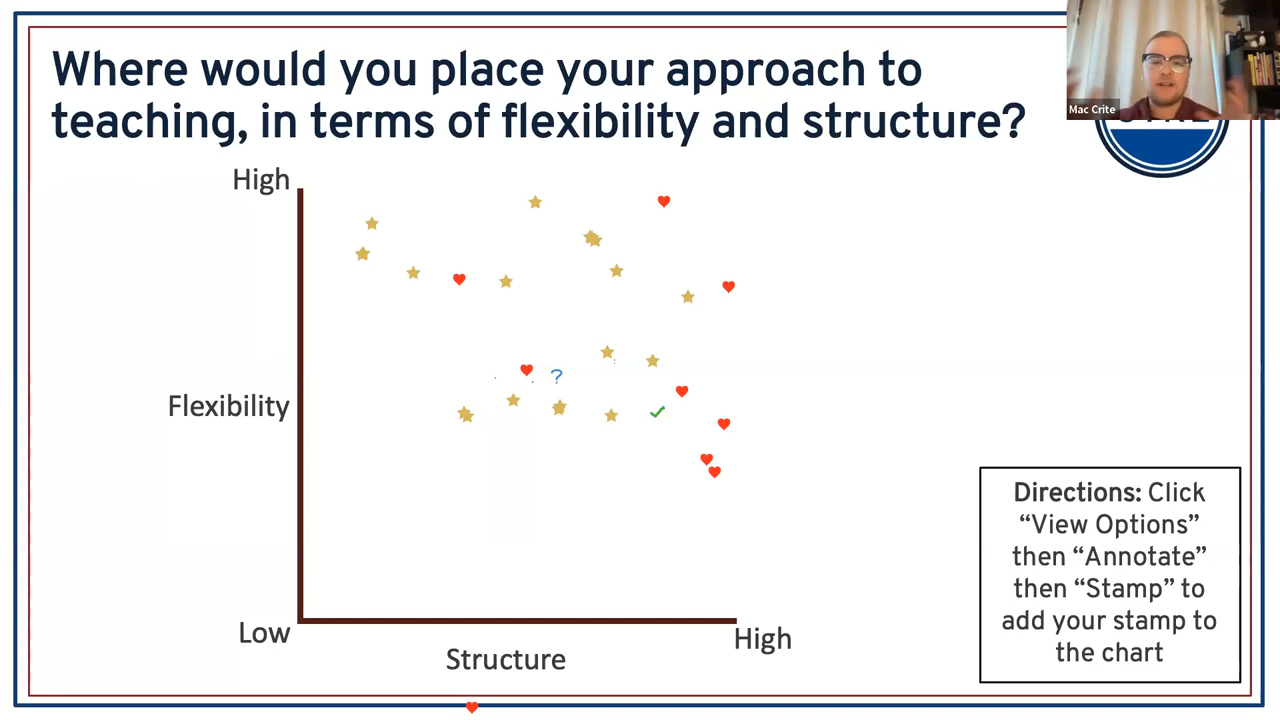 Where would you place your approach to
teaching, in terms of flexibility and structure?
Mac Crite
High
Flexibility
?
Low
High
Structure
Directions: Click
“View Options”
then “Annotate”
then “Stamp” to
add your stamp to
the chart